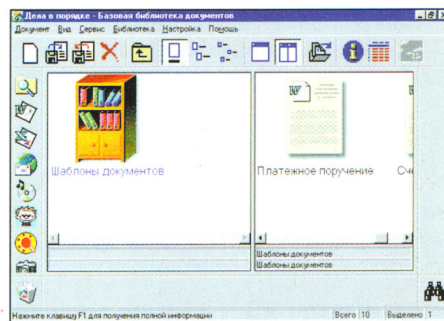 Дела в порядке - Базовая библиотека документов
Документ Вид Сервис Библиотека Настройка Помощь
Шаблоны документов
Платежное поручение
Сче
Шаблоны документов
Шаблоны документов
Нажмите клавишу F1 для получения полной информации
Всего 10
Выделено 1